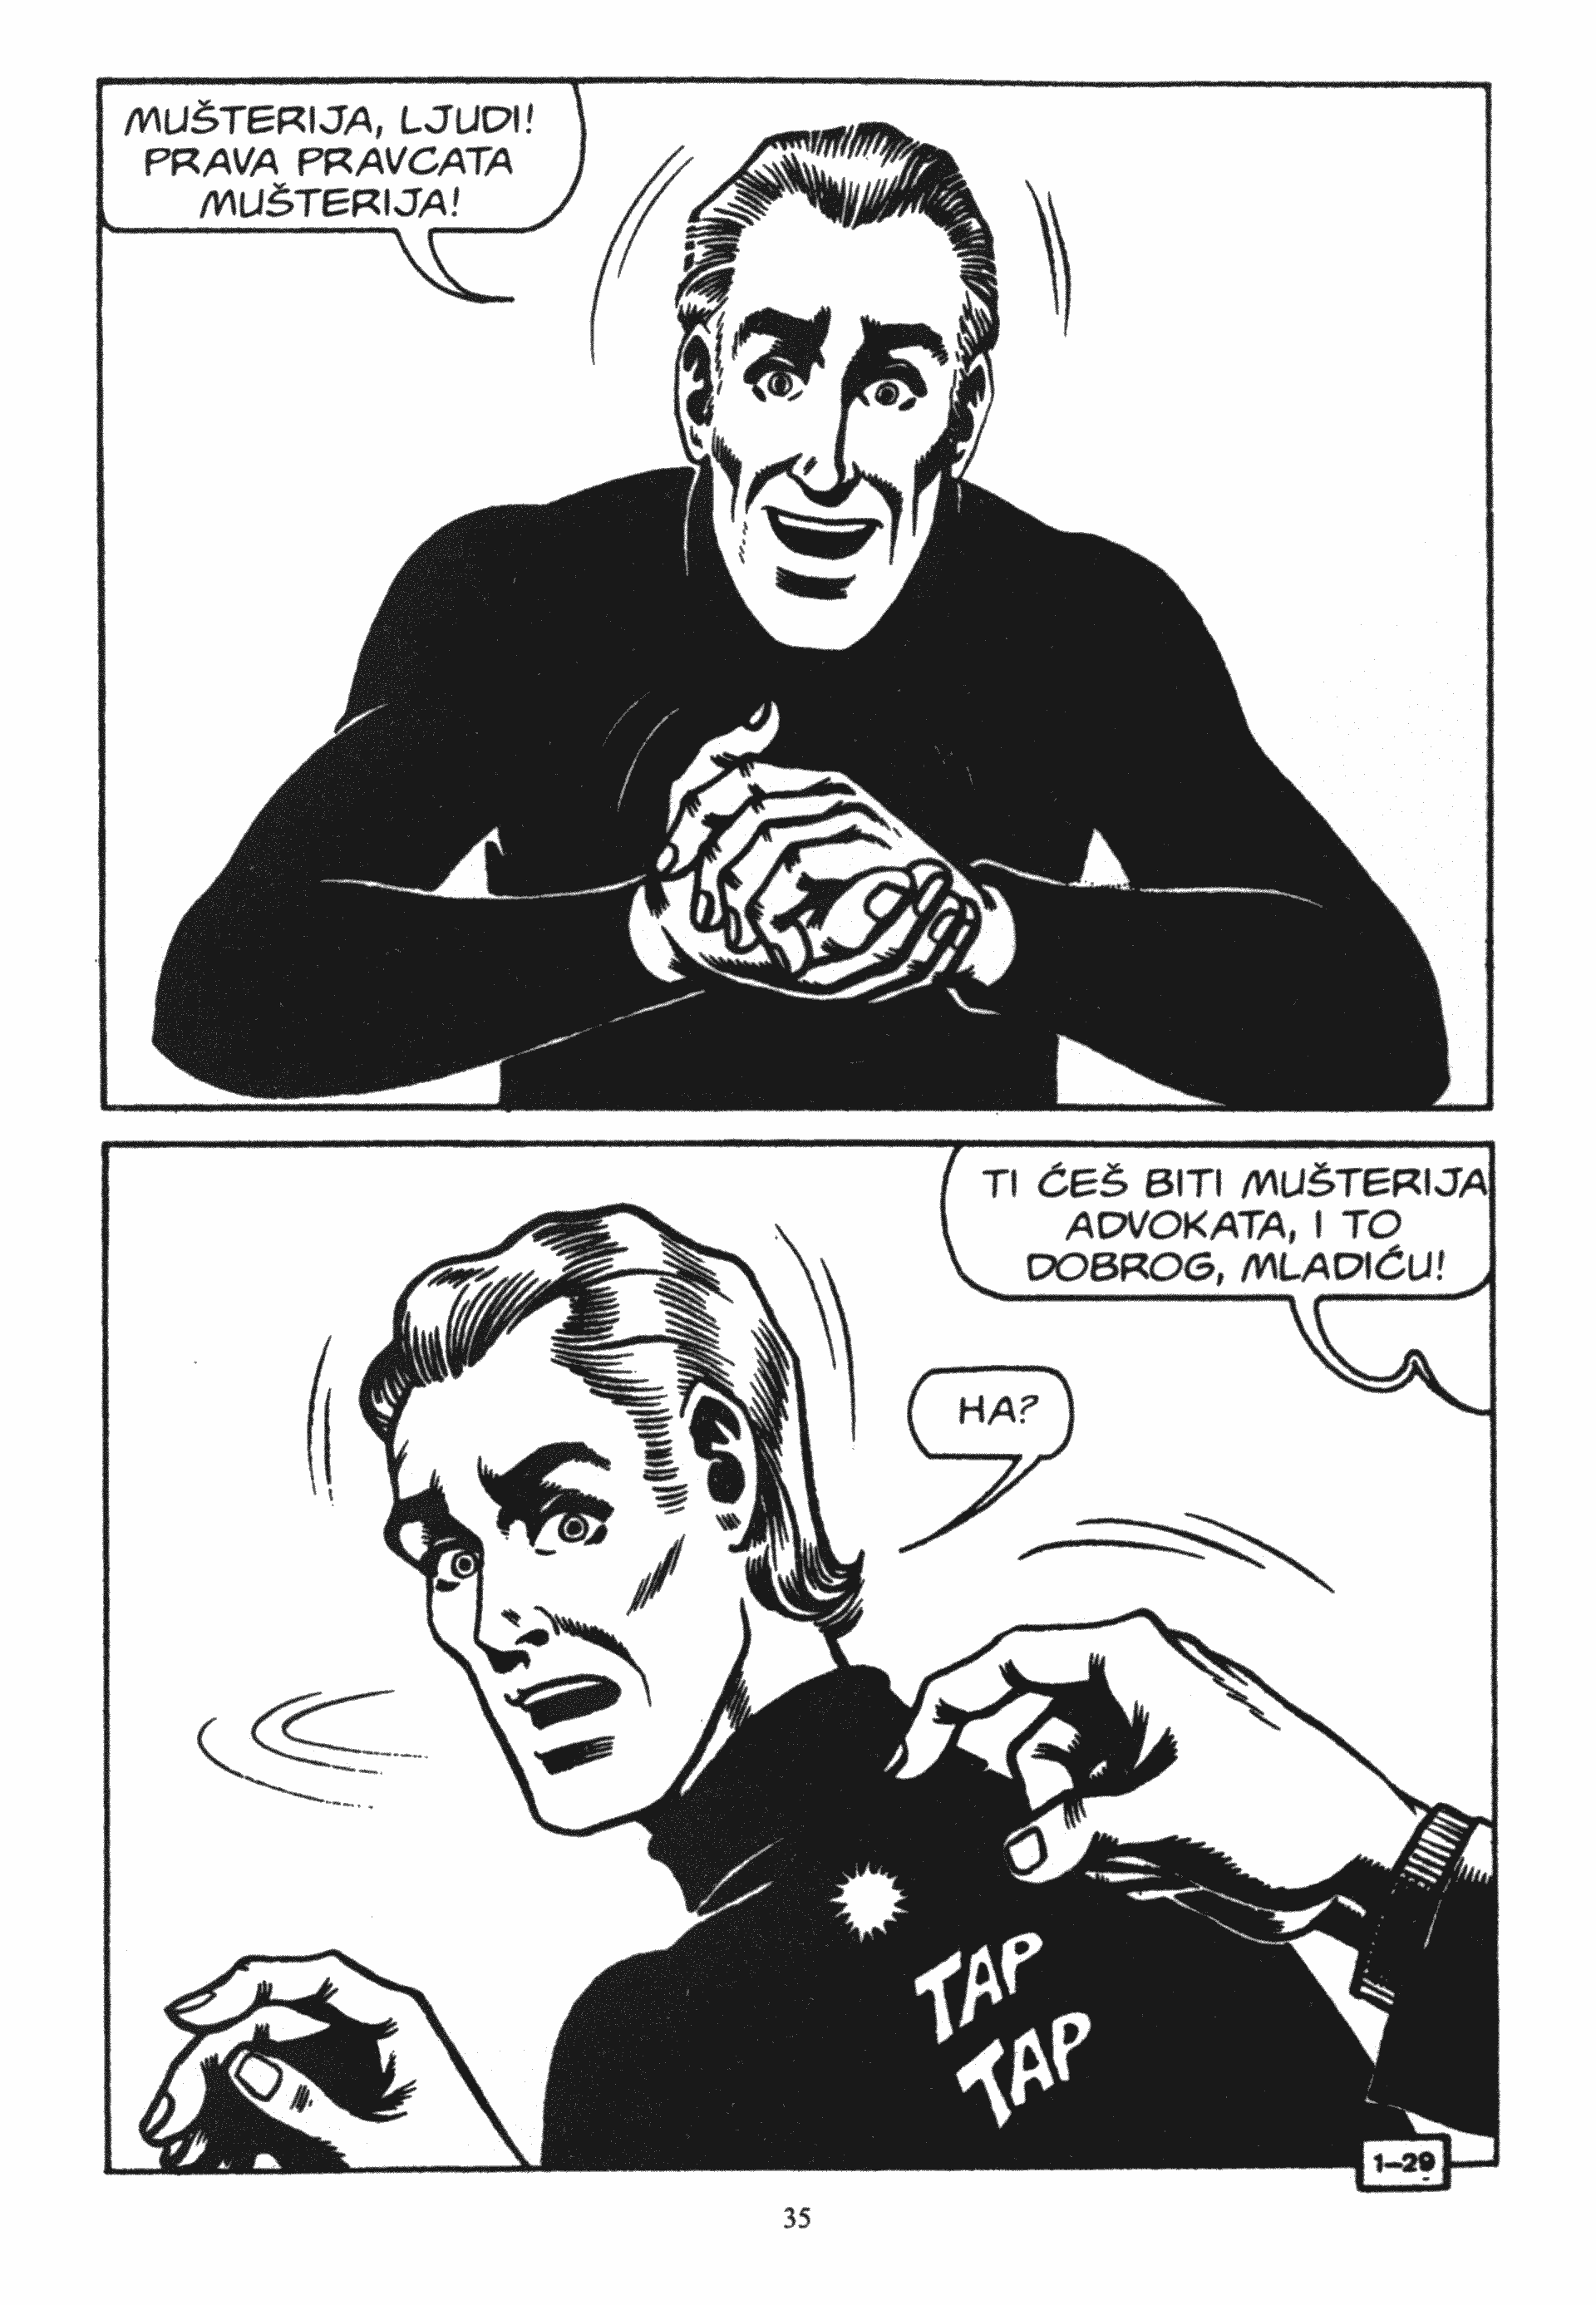 MUŠTERIJA, LJUDI!
PRAVA PRAVCATA
MUŠTERIJA!
TI ĆEŠ BITI MUŠTERIJA
ADVOKATA, I TO
DOBROG, MLADIĆU!
HA?
TAP
TAP
1-29
35